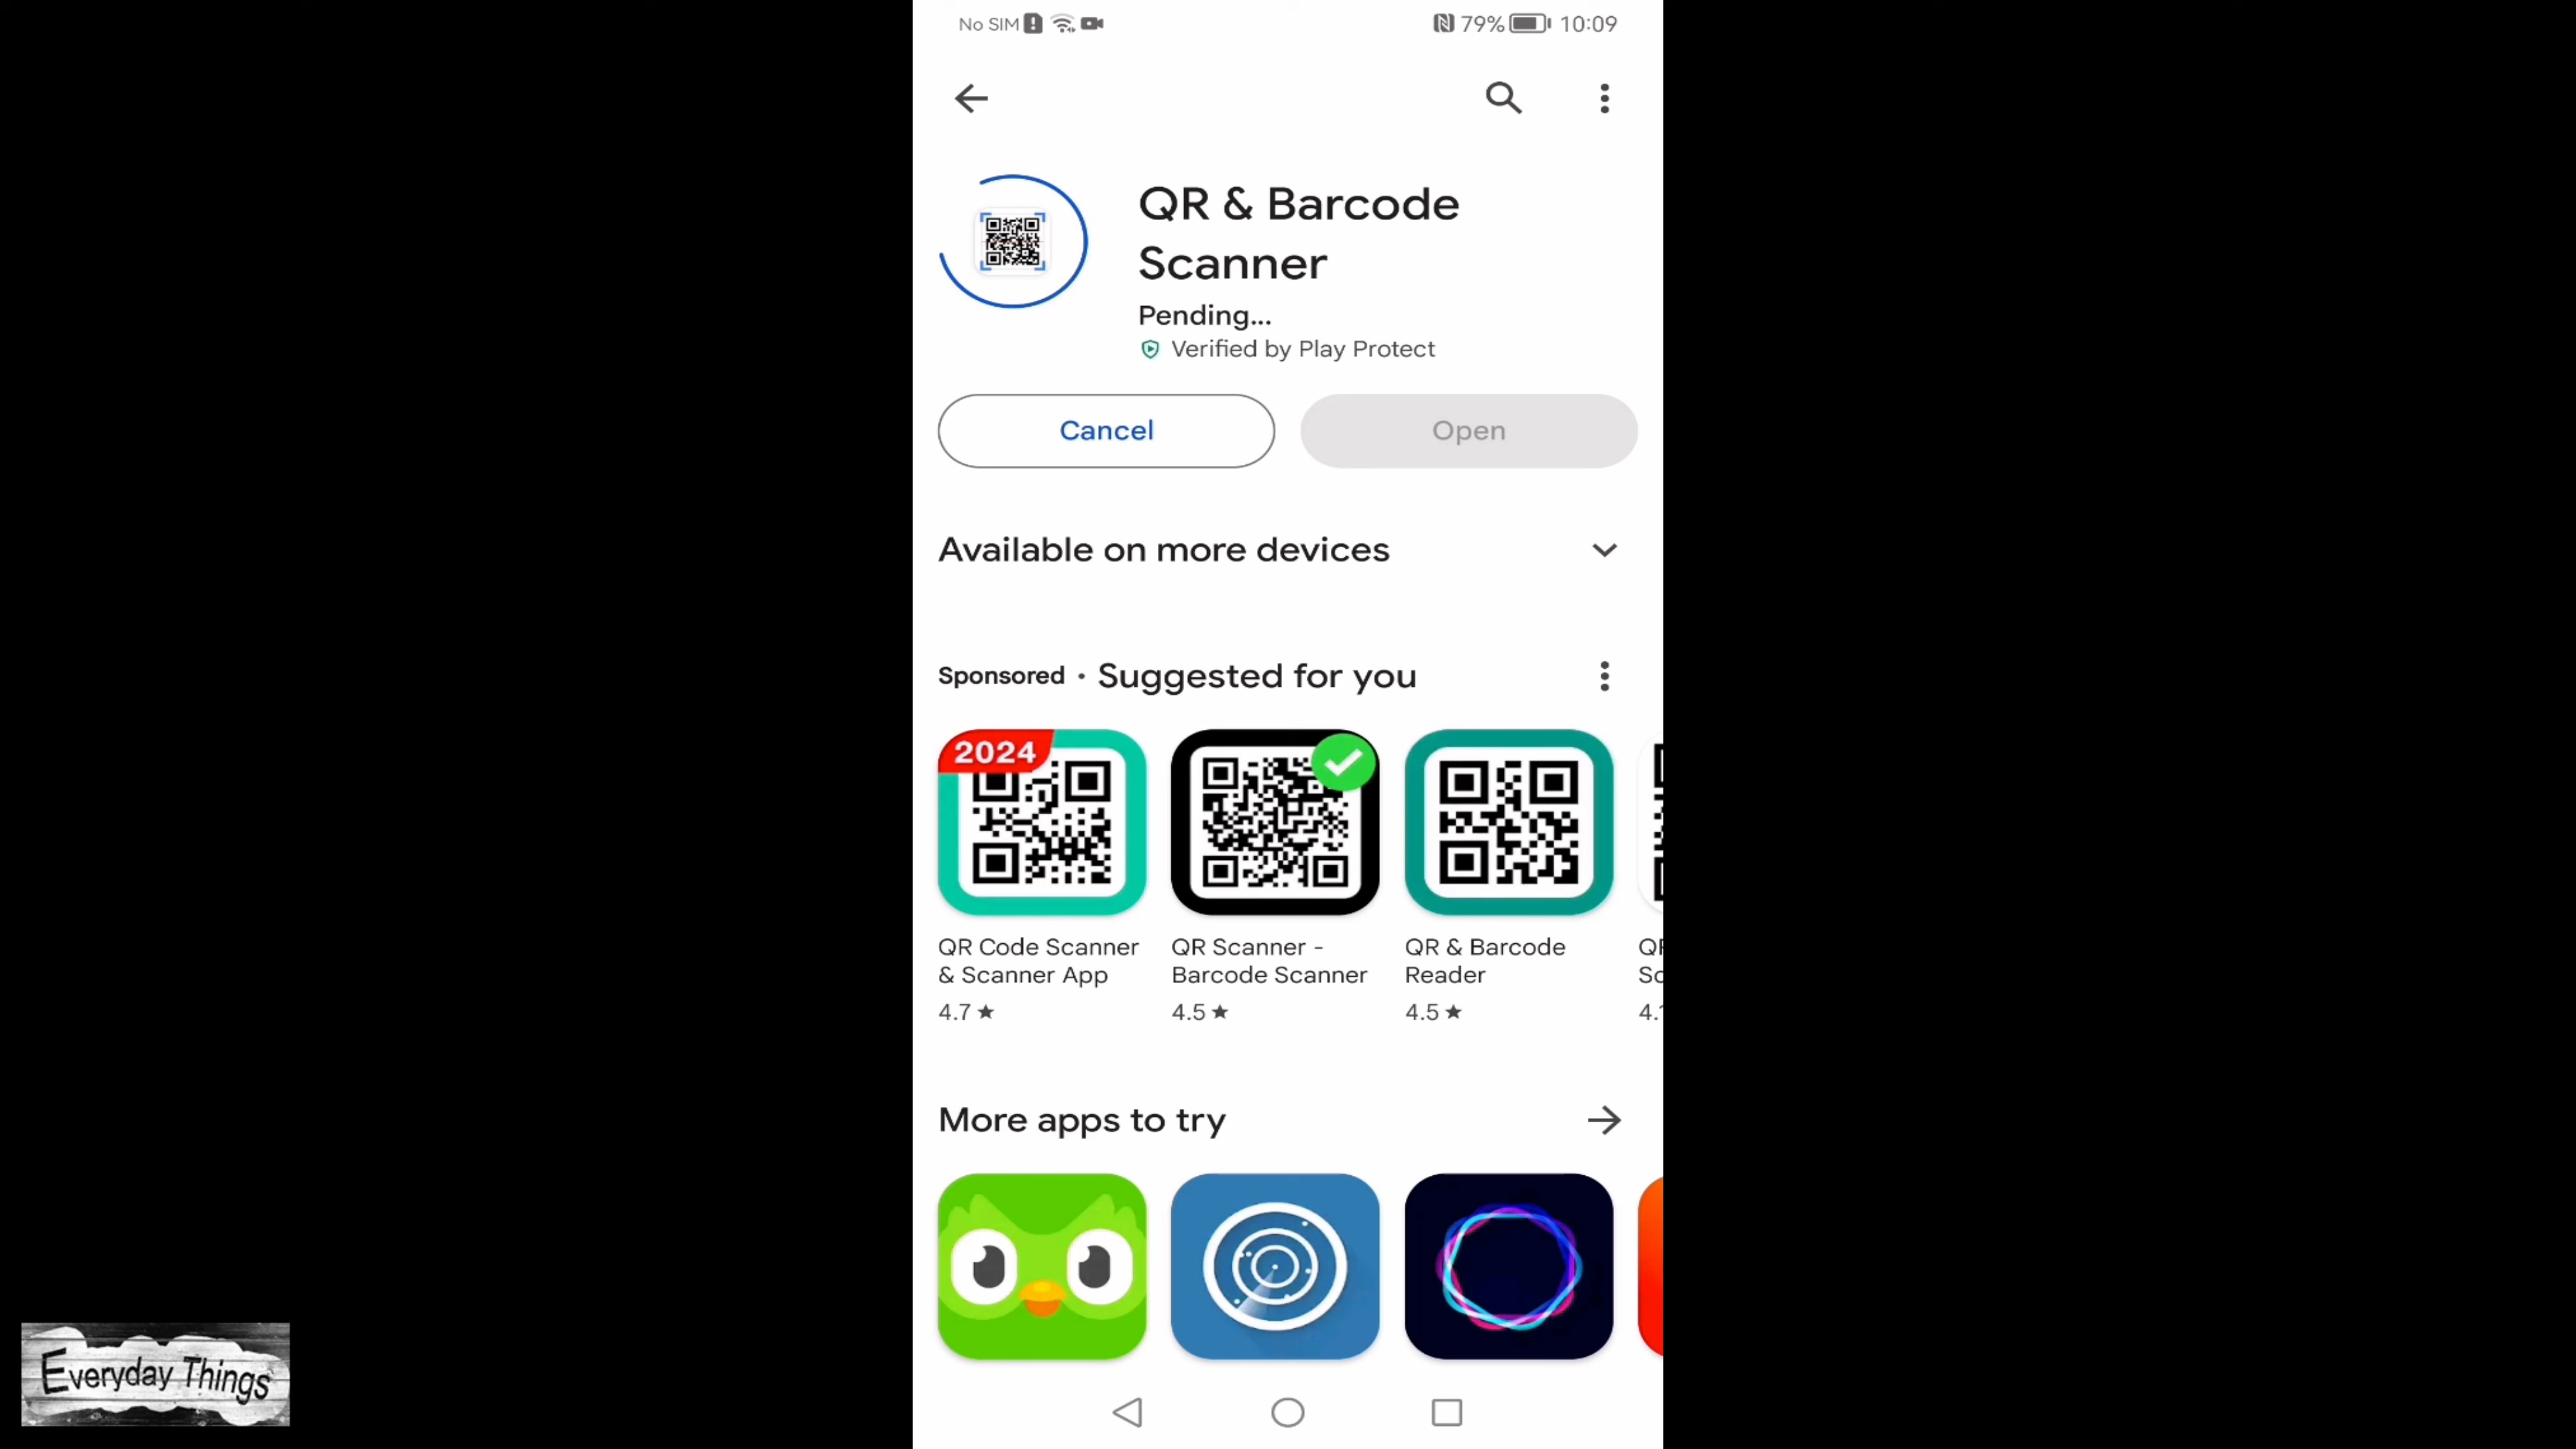 No SIM
79%
10:09
QR & Barcode
Scanner
Pending...
Verified by Play Protect
Cancel
Open
Available on more devices
Sponsored • Suggested for you
2024
QR Code Scanner
& Scanner App
4.7 ★
QR Scanner -
Barcode Scanner
4.5 ★
QR & Barcode
Reader
4.5 ★
More apps to try
Everyday Things